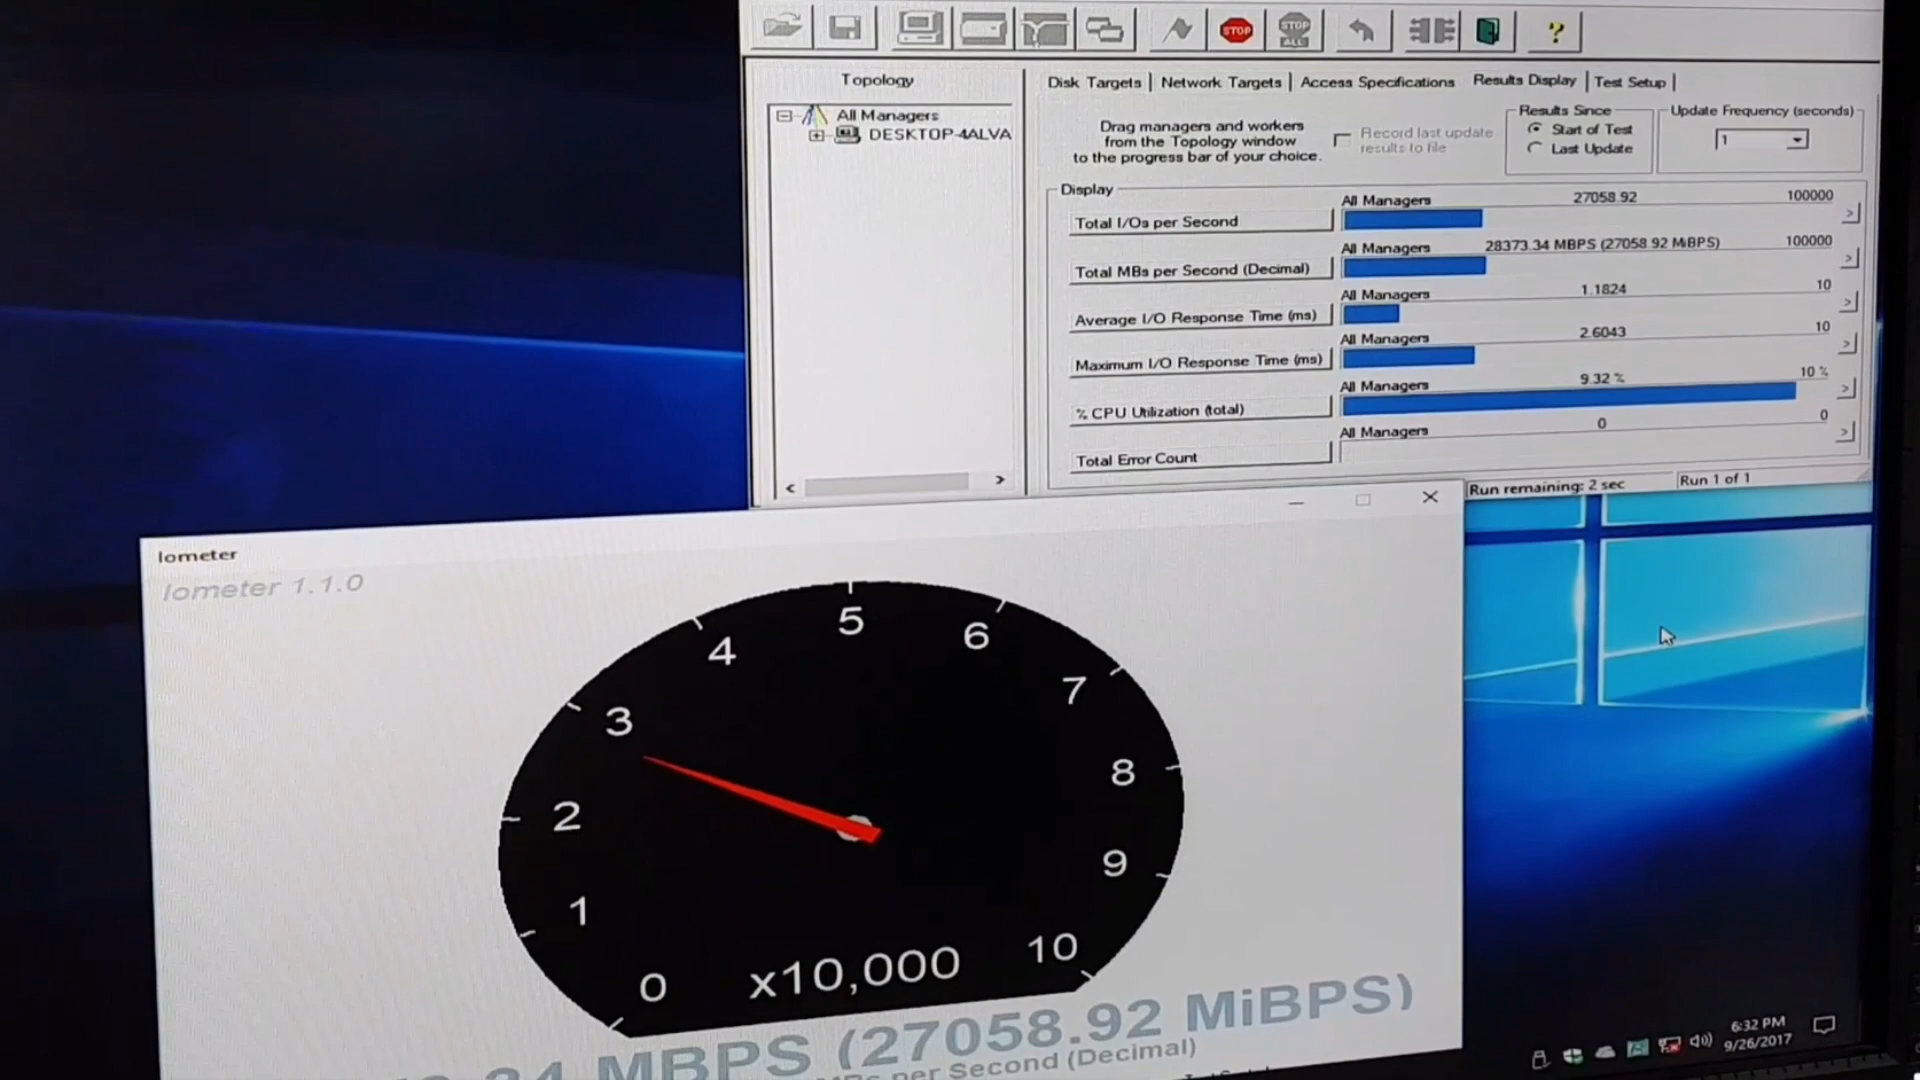 STOP
STOP
ALL
?
Topology
All Managers
DESKTOP-4ALVA
Disk Targets
Network Targets
Access Specifications
Results Display
Test Setup
Drag managers and workers
from the Topology window
to the progress bar of your choice.
Record last update
results to file
Results Since
Start of Test
Last Update
Update Frequency (seconds)
1
Display
Total I/Os per Second
All Managers
27058.92
100000
Total MBs per Second (Decimal)
All Managers
28373.34 MBPS (27058.92 MiBPS)
100000
Average I/O Response Time (ms)
All Managers
1.1824
10
Maximum I/O Response Time (ms)
All Managers
2.6043
10
% CPU Utilization (total)
All Managers
9.32 %
10 %
Total Error Count
All Managers
0
0
Run remaining: 2 sec
Run 1 of 1
Iometer
Iometer 1.1.0
0
1
2
3
4
5
6
7
8
9
10
x10,000
MBPS (27058.92 MiBPS)
per Second (Decimal)
6:32 PM
9/26/2017